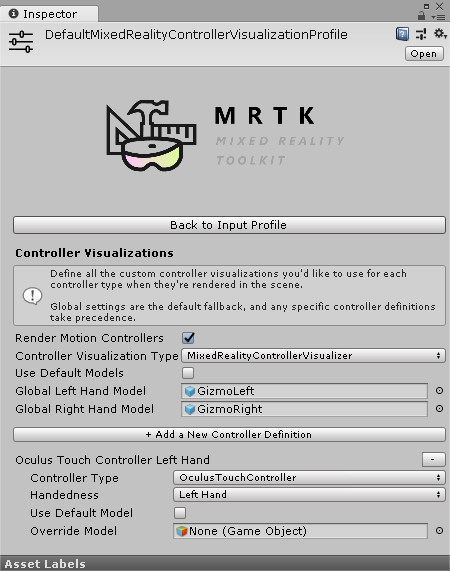 Inspector
DefaultMixedRealityControllerVisualizationProfile
Open
MRTK
MIXED REALITY
TOOLKIT
Back to Input Profile
Controller Visualizations
Define all the custom controller visualizations you'd like to use for each
controller type when they're rendered in the scene.
Global settings are the default fallback, and any specific controller definitions
take precedence.
Render Motion Controllers
Controller Visualization Type MixedRealityControllerVisualizer
Use Default Models
Global Left Hand Model GizmoLeft
Global Right Hand Model GizmoRight
+ Add a New Controller Definition
Oculus Touch Controller Left Hand -
Controller Type OculusTouchController
Handedness Left Hand
Use Default Model
Override Model None (Game Object)
Asset Labels